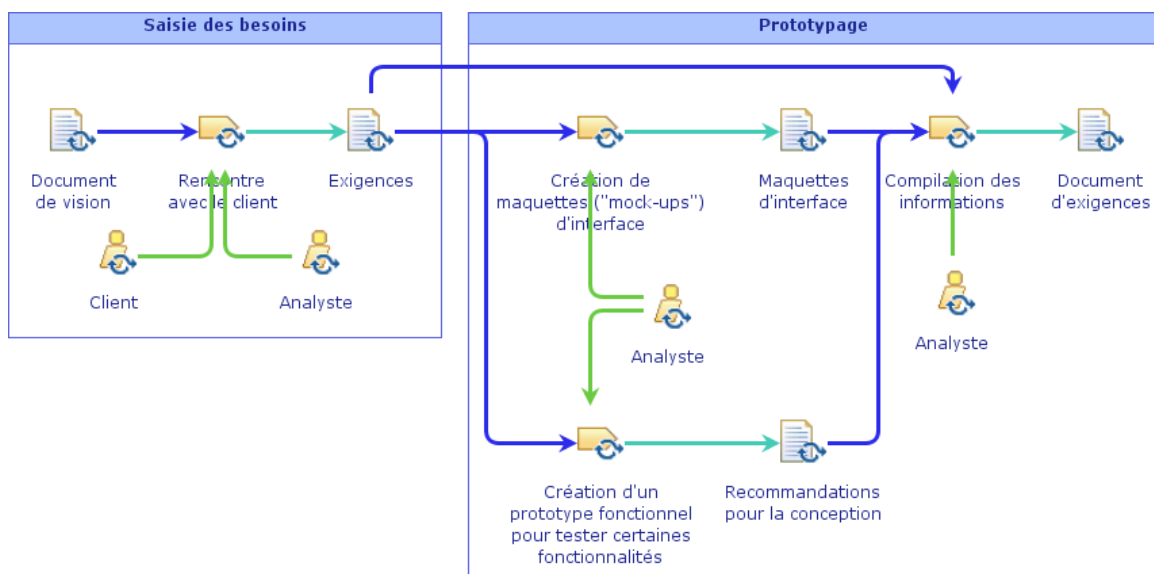 Saisie des besoins
Prototypage
Document
de vision
Rencontre
avec le client
Exigences
Création de
maquettes ("mock-ups")
d'interface
Maquettes
d'interface
Compilation des
informations
Document
d'exigences
Client
Analyste
Analyste
Analyste
Création d'un
prototype fonctionnel
pour tester certaines
fonctionnalités
Recommandations
pour la conception